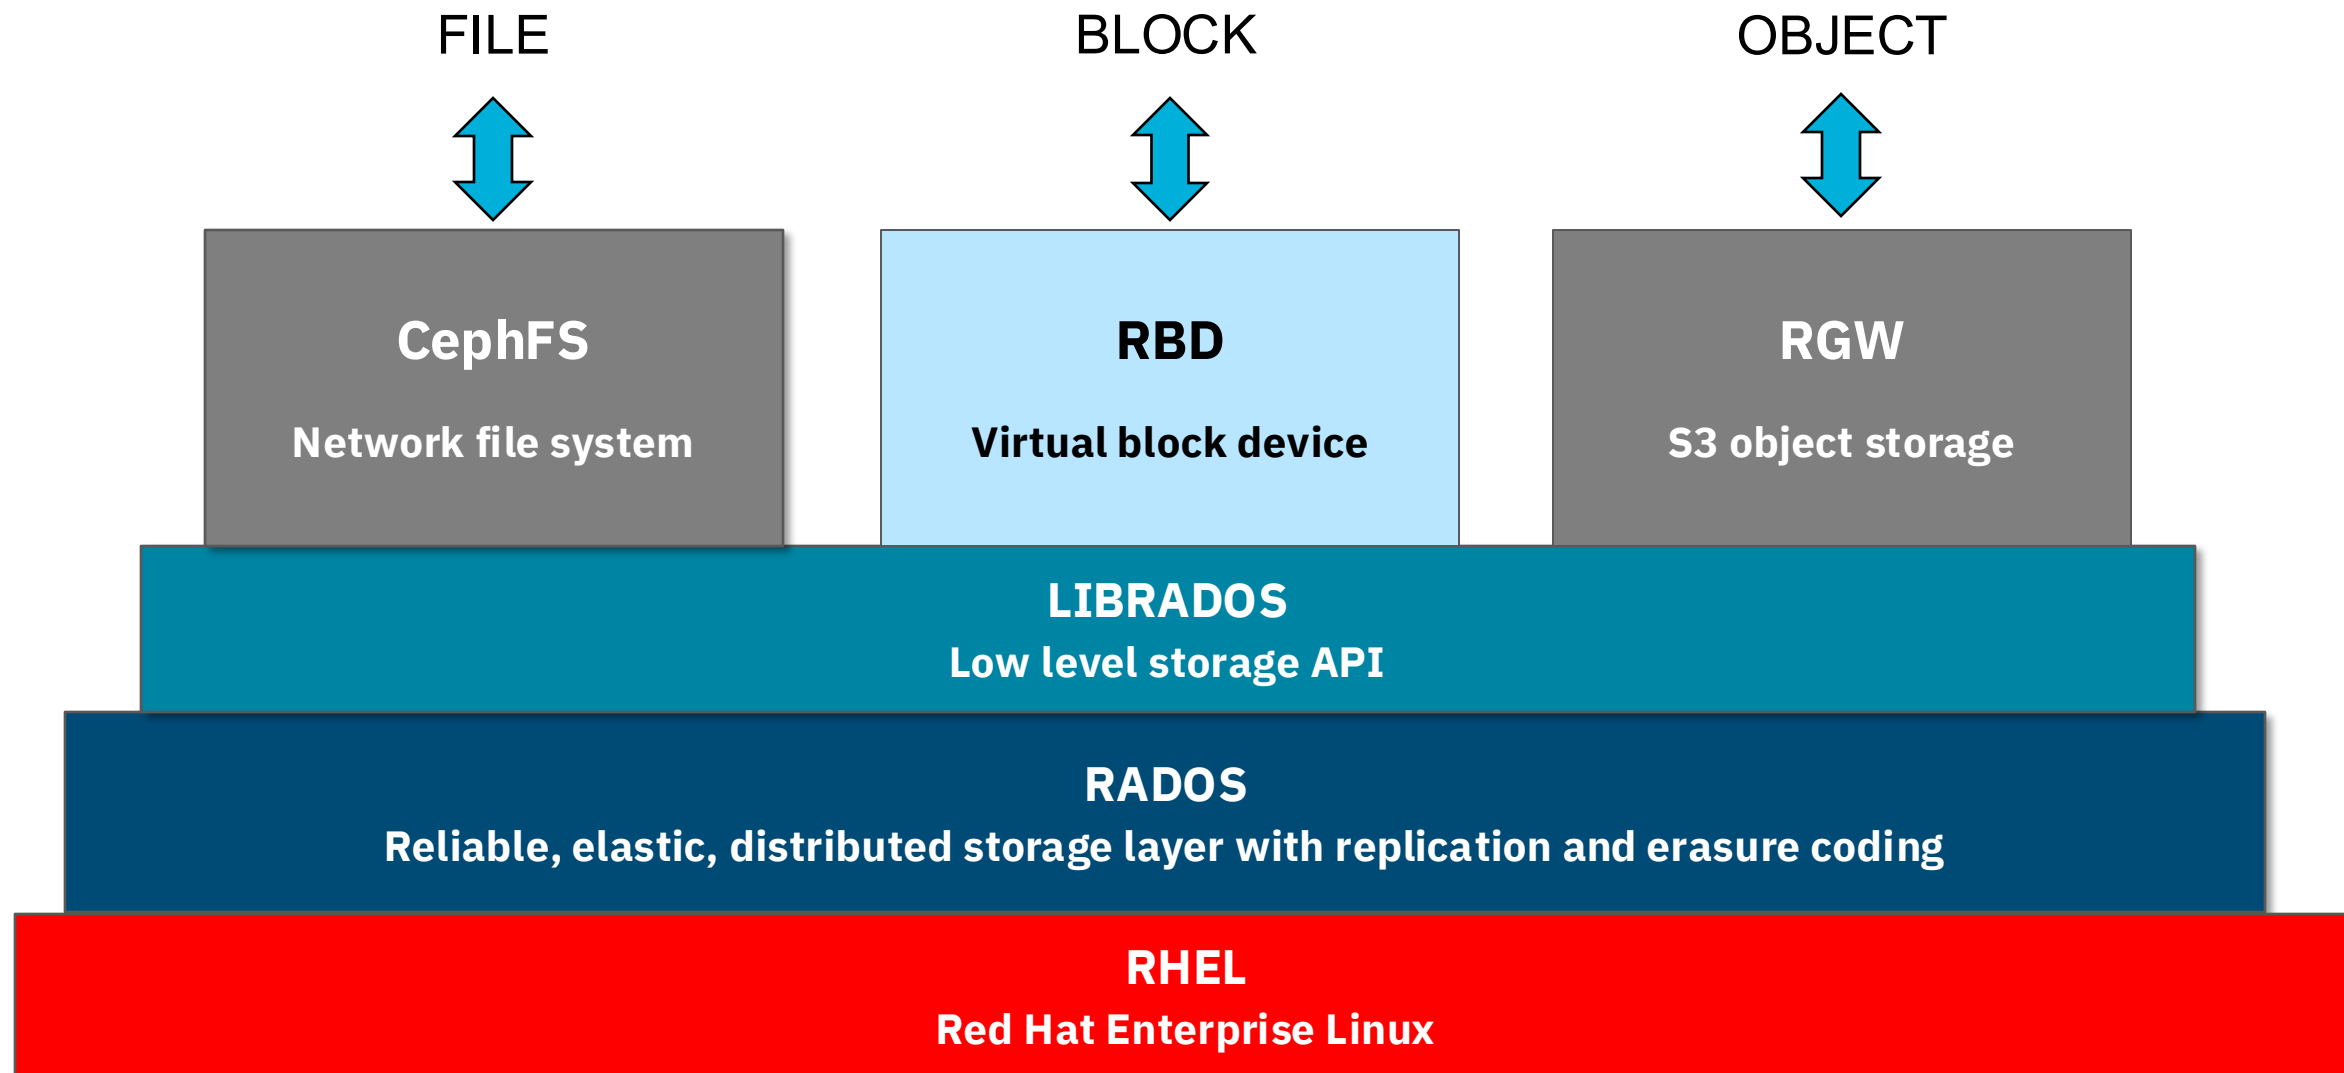 FILE
BLOCK
OBJECT
CephFS
Network file system
RBD
Virtual block device
RGW
S3 object storage
LIBRADOS
Low level storage API
RADOS
Reliable, elastic, distributed storage layer with replication and erasure coding
RHEL
Red Hat Enterprise Linux